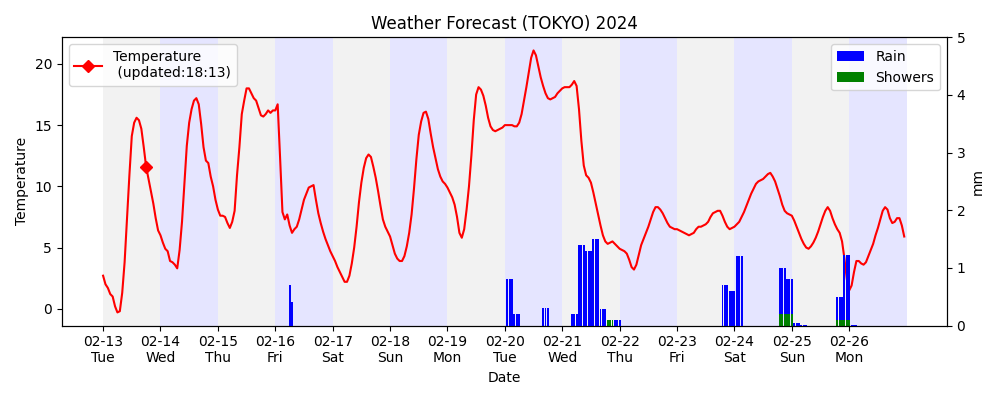 Weather Forecast (TOKYO) 2024
Temperature
(updated:18:13)
Rain
Showers
Temperature
20
15
10
5
0
5
4
3
2
1
0
mm
02-13 02-14 02-15 02-16 02-17 02-18 02-19 02-20 02-21 02-22 02-23 02-24 02-25 02-26
Tue Wed Thu Fri Sat Sun Mon Tue Wed Thu Fri Sat Sun Mon
Date